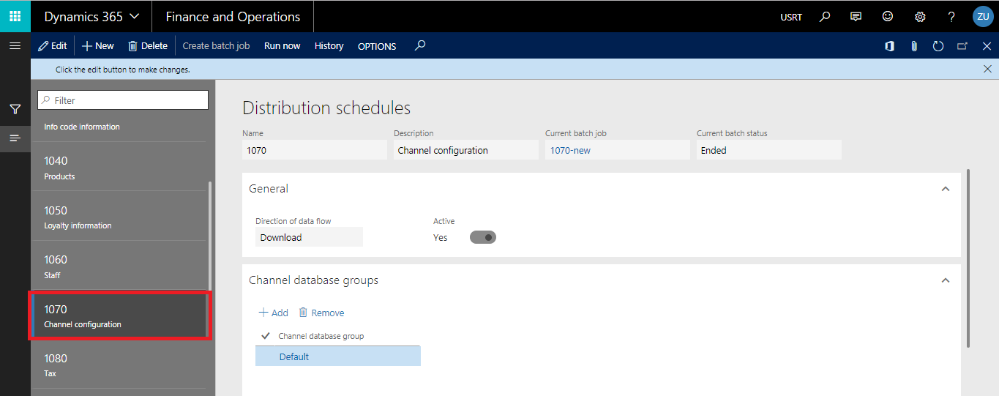 Dynamics 365 Finance and Operations USRT ? ZU
Edit New Delete Create batch job Run now History OPTIONS
Click the edit button to make changes.
Filter
Info code information
1040
Products
1050
Loyalty information
1060
Staff
1070
Channel configuration
1080
Tax
Distribution schedules
Name Description Current batch job Current batch status
1070 Channel configuration 1070-new Ended
General
Direction of data flow Active
Download Yes
Channel database groups
Add Remove
Channel database group
Default